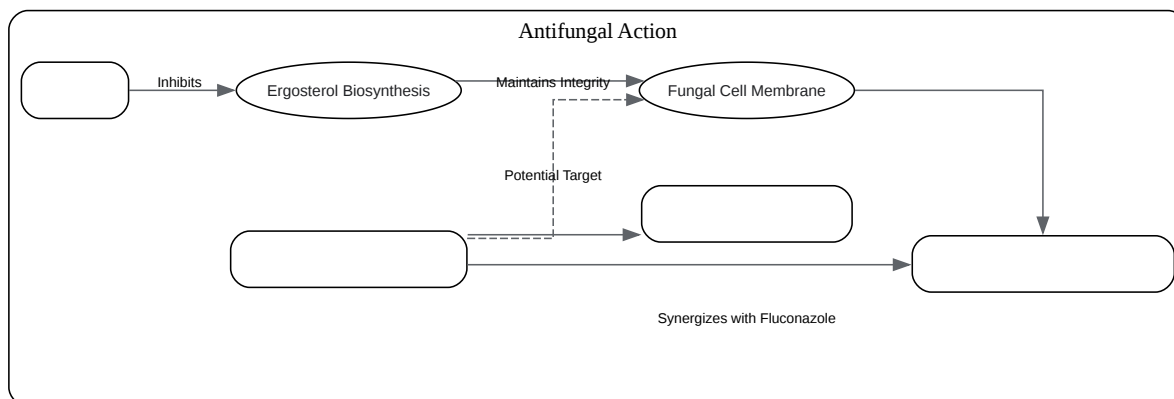 Antifungal Action
Inhibits
Ergosterol Biosynthesis
Maintains Integrity
Fungal Cell Membrane
Potential Target
Synergizes with Fluconazole